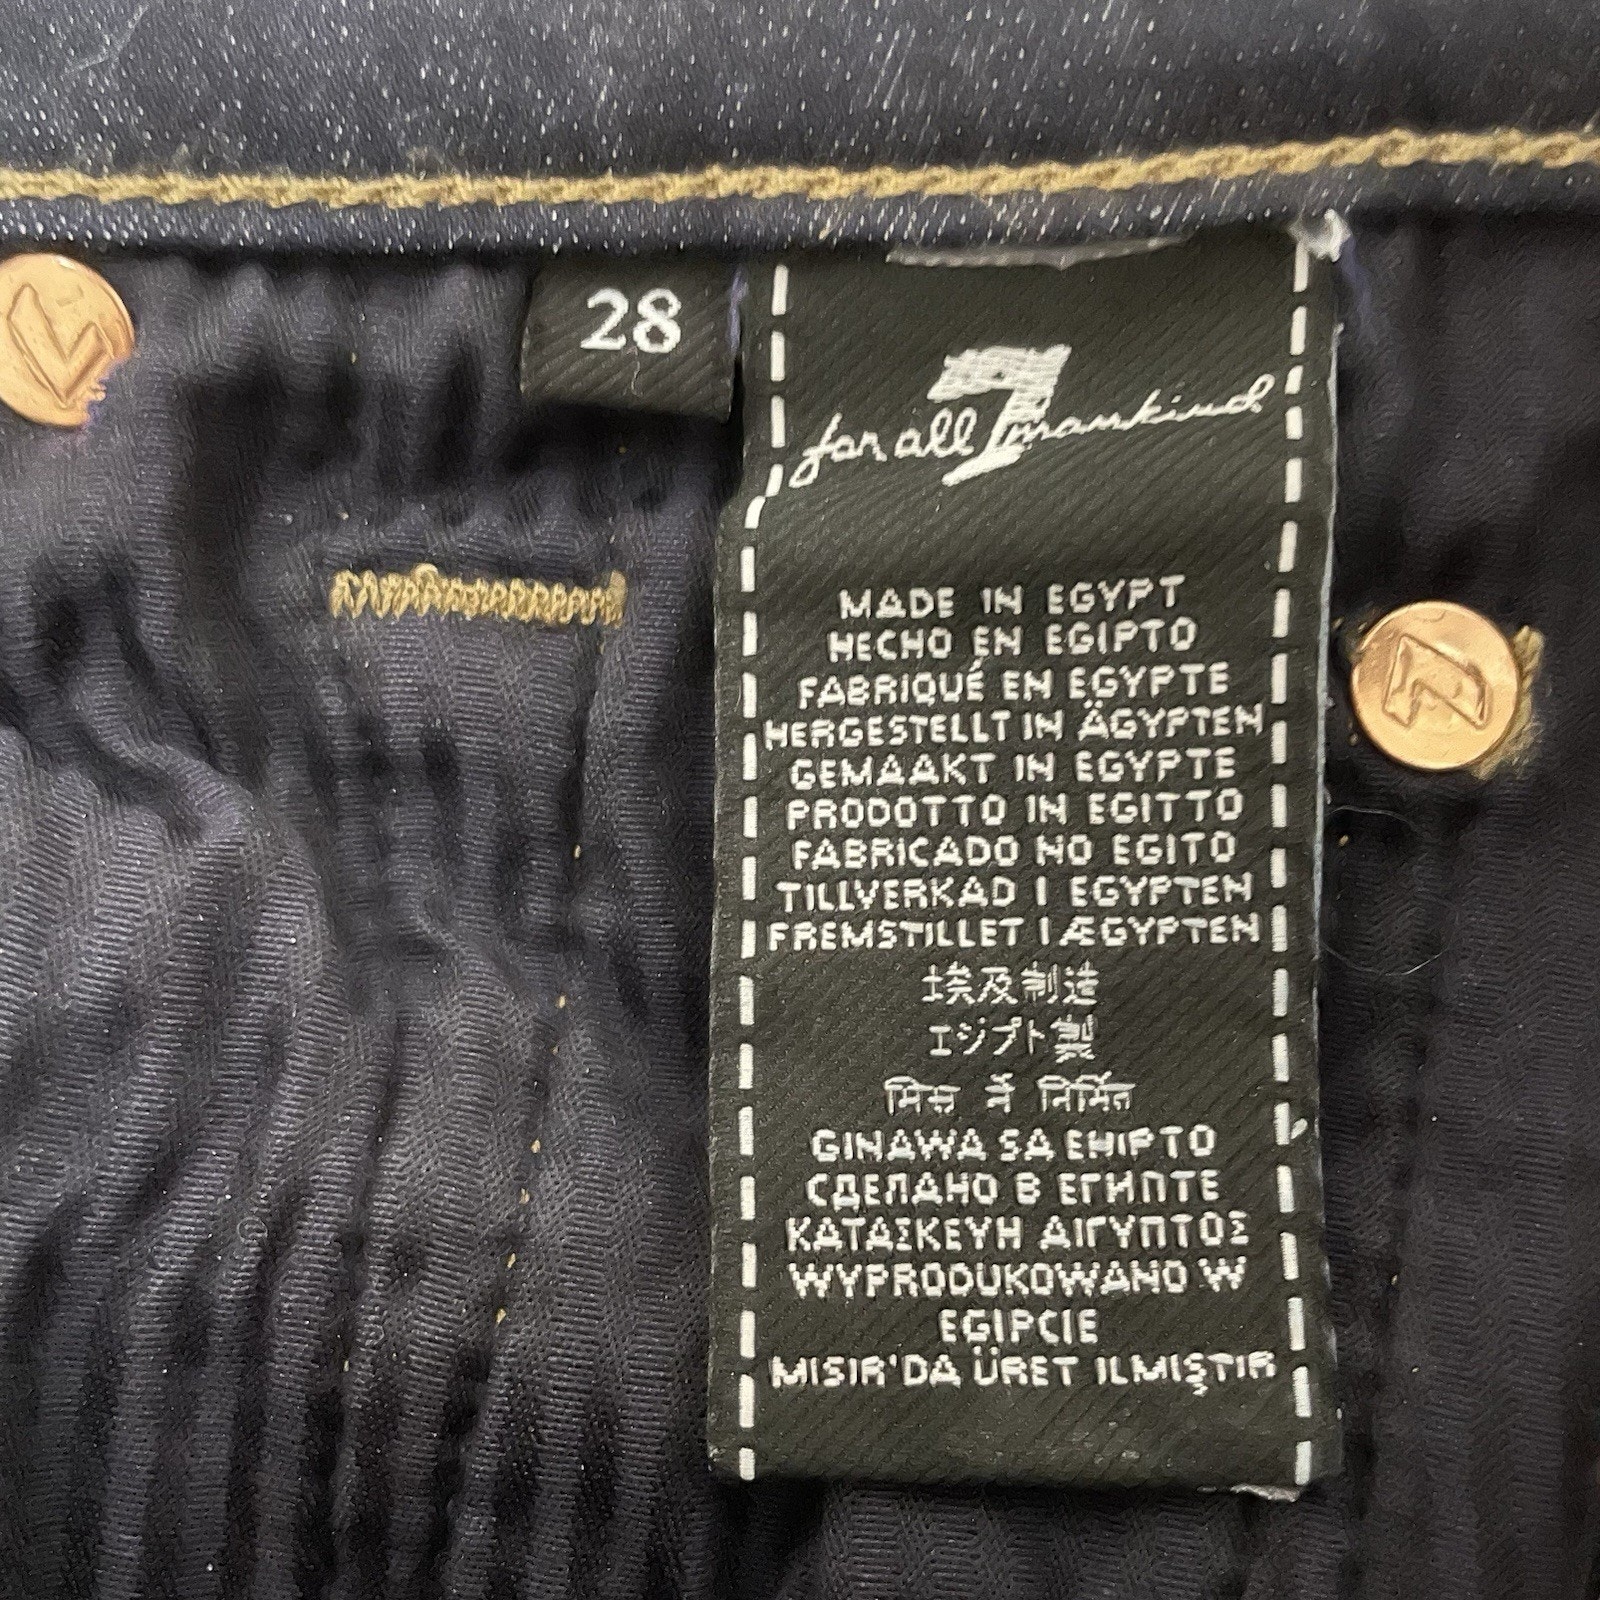 28
7
for all mankind
MADE IN EGYPT
HECHO EN EGIPTO
FABRIQUÉ EN EGYPTE
HERGESTELLT IN ÄGYPTEN
GEMAAKT IN EGYPTE
PRODOTTO IN EGITTO
FABRICADO NO EGITO
TILLVERKAD I EGYPTEN
FREMSTILLET I ÆGYPTEN
埃及制造
エジプト製
मिस्र में निर्मित
GINAWA SA EHIPTO
СДЕЛАНО В ЕГИПТЕ
ΚΑΤΑΣΚΕΥΗ ΑΙΓΥΠΤΟΣ
WYPRODUKOWANO W
EGIPCIE
MISIR'DA ÜRET ILMIŞTIR
7
7